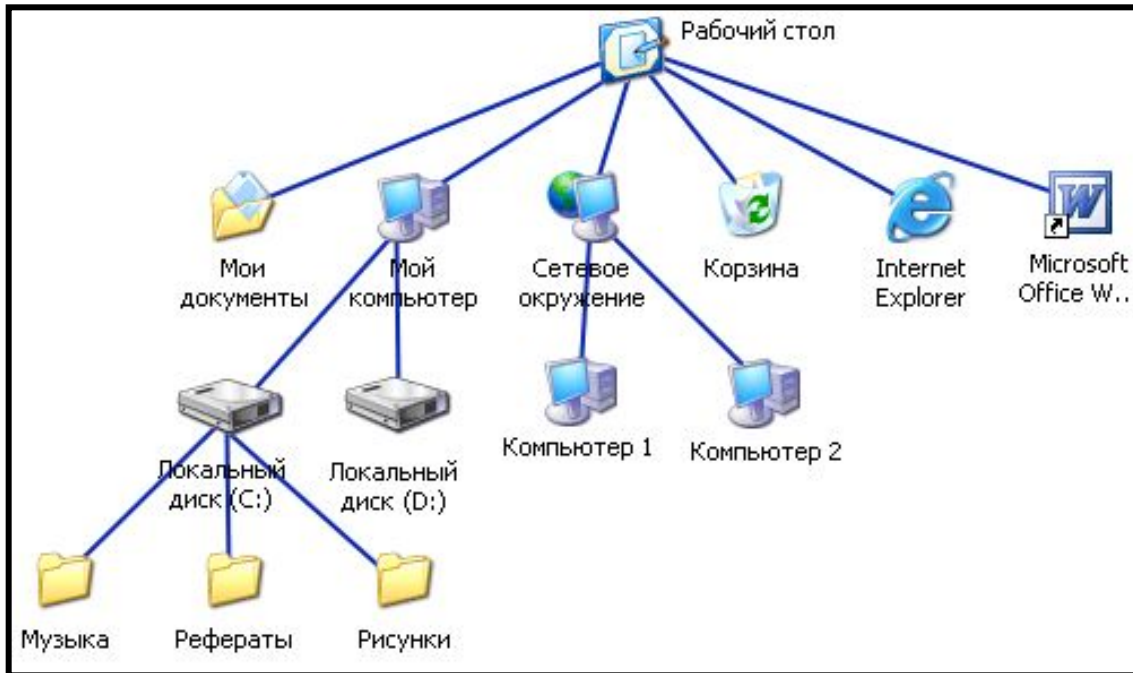 Рабочий стол
Мои
документы
Мой
компьютер
Сетевое
окружение
Корзина
Internet
Explorer
Microsoft
Office W...
Локальный
диск (C:)
Локальный
диск (D:)
Компьютер 1
Компьютер 2
Музыка
Рефераты
Рисунки